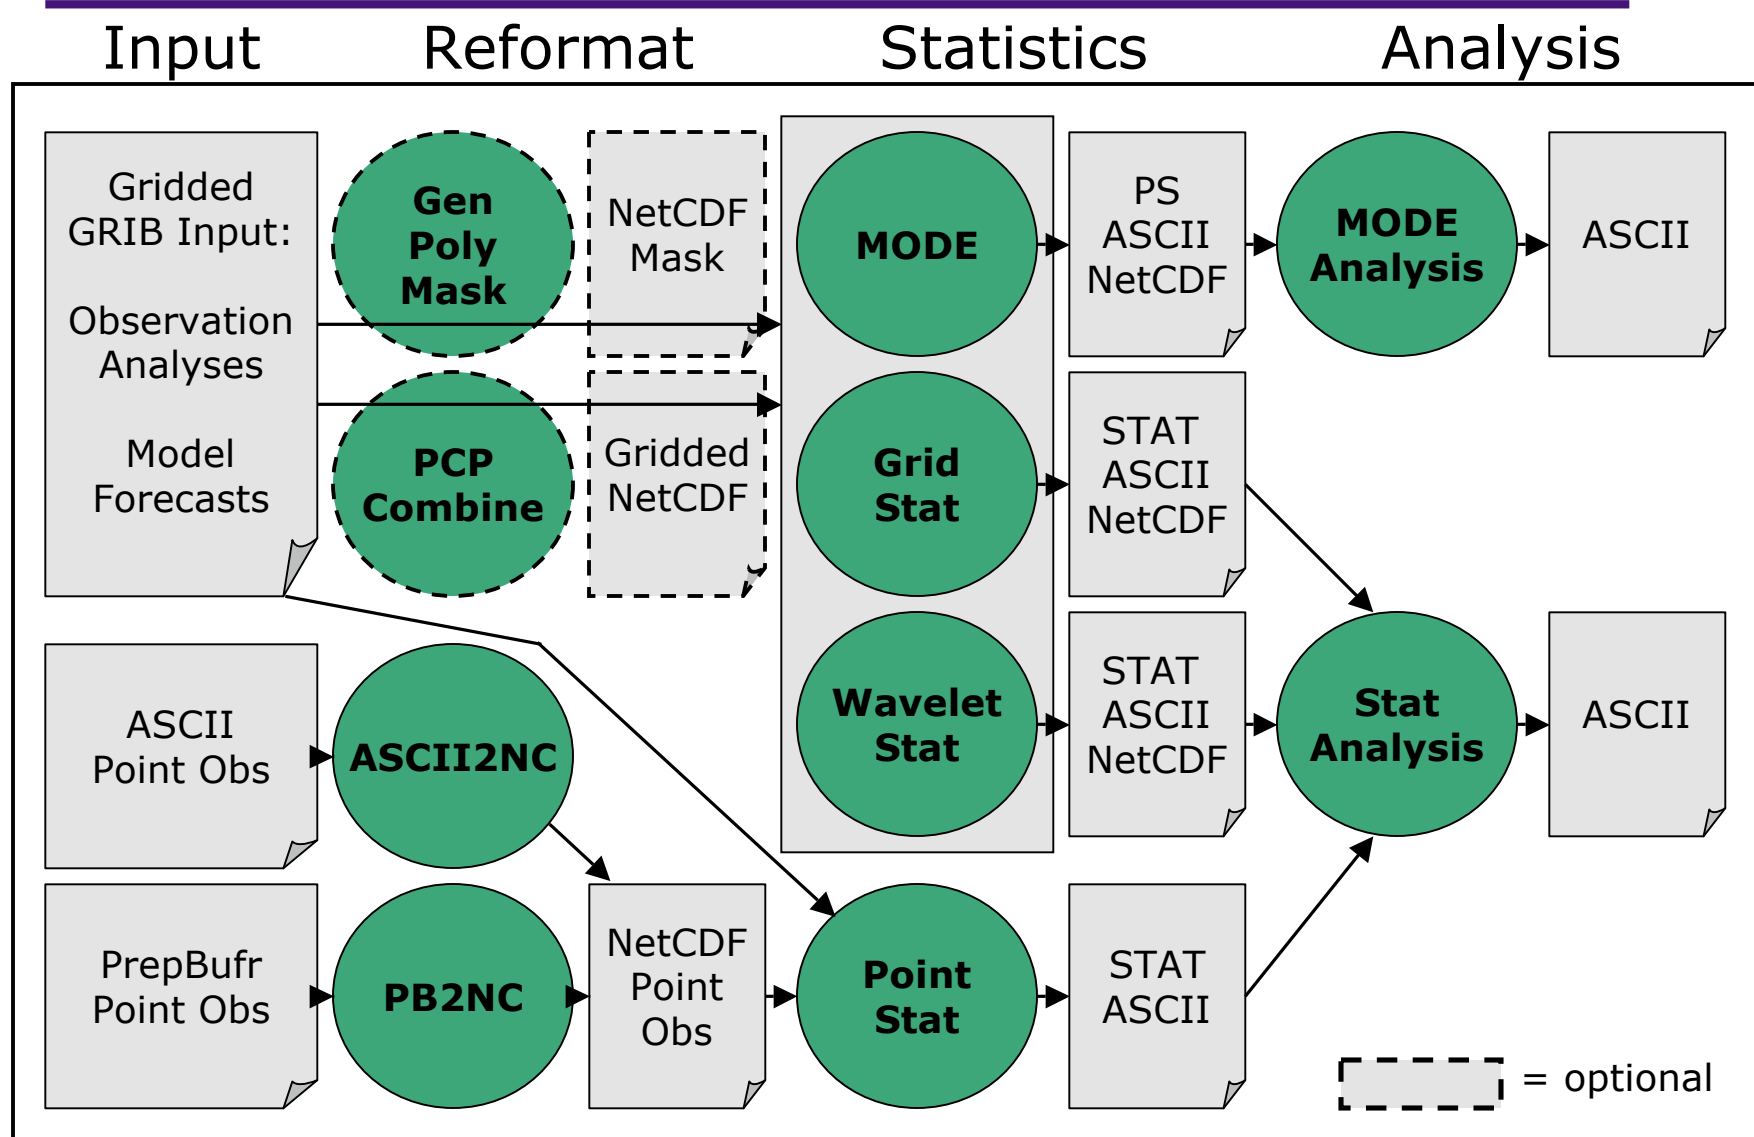 Input
Reformat
Statistics
Analysis
Gridded
GRIB Input:
Observation
Analyses
Model
Forecasts
Gen
Poly
Mask
NetCDF
Mask
MODE
PS
ASCII
NetCDF
MODE
Analysis
ASCII
PCP
Combine
Gridded
NetCDF
Grid
Stat
STAT
ASCII
NetCDF
ASCII
Point Obs
ASCII2NC
Wavelet
Stat
STAT
ASCII
NetCDF
Stat
Analysis
ASCII
PrepBufr
Point Obs
PB2NC
NetCDF
Point
Obs
Point
Stat
STAT
ASCII
= optional